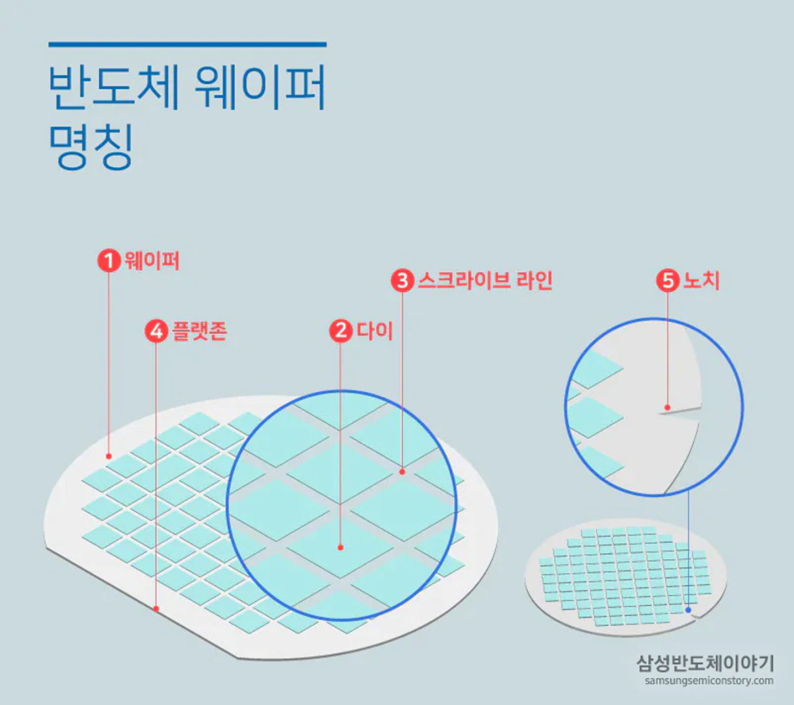 반도체 웨이퍼
명칭
1 웨이퍼
3 스크라이브 라인
5 노치
4 플랫존
2 다이
삼성반도체이야기
samsungsemiconstory.com